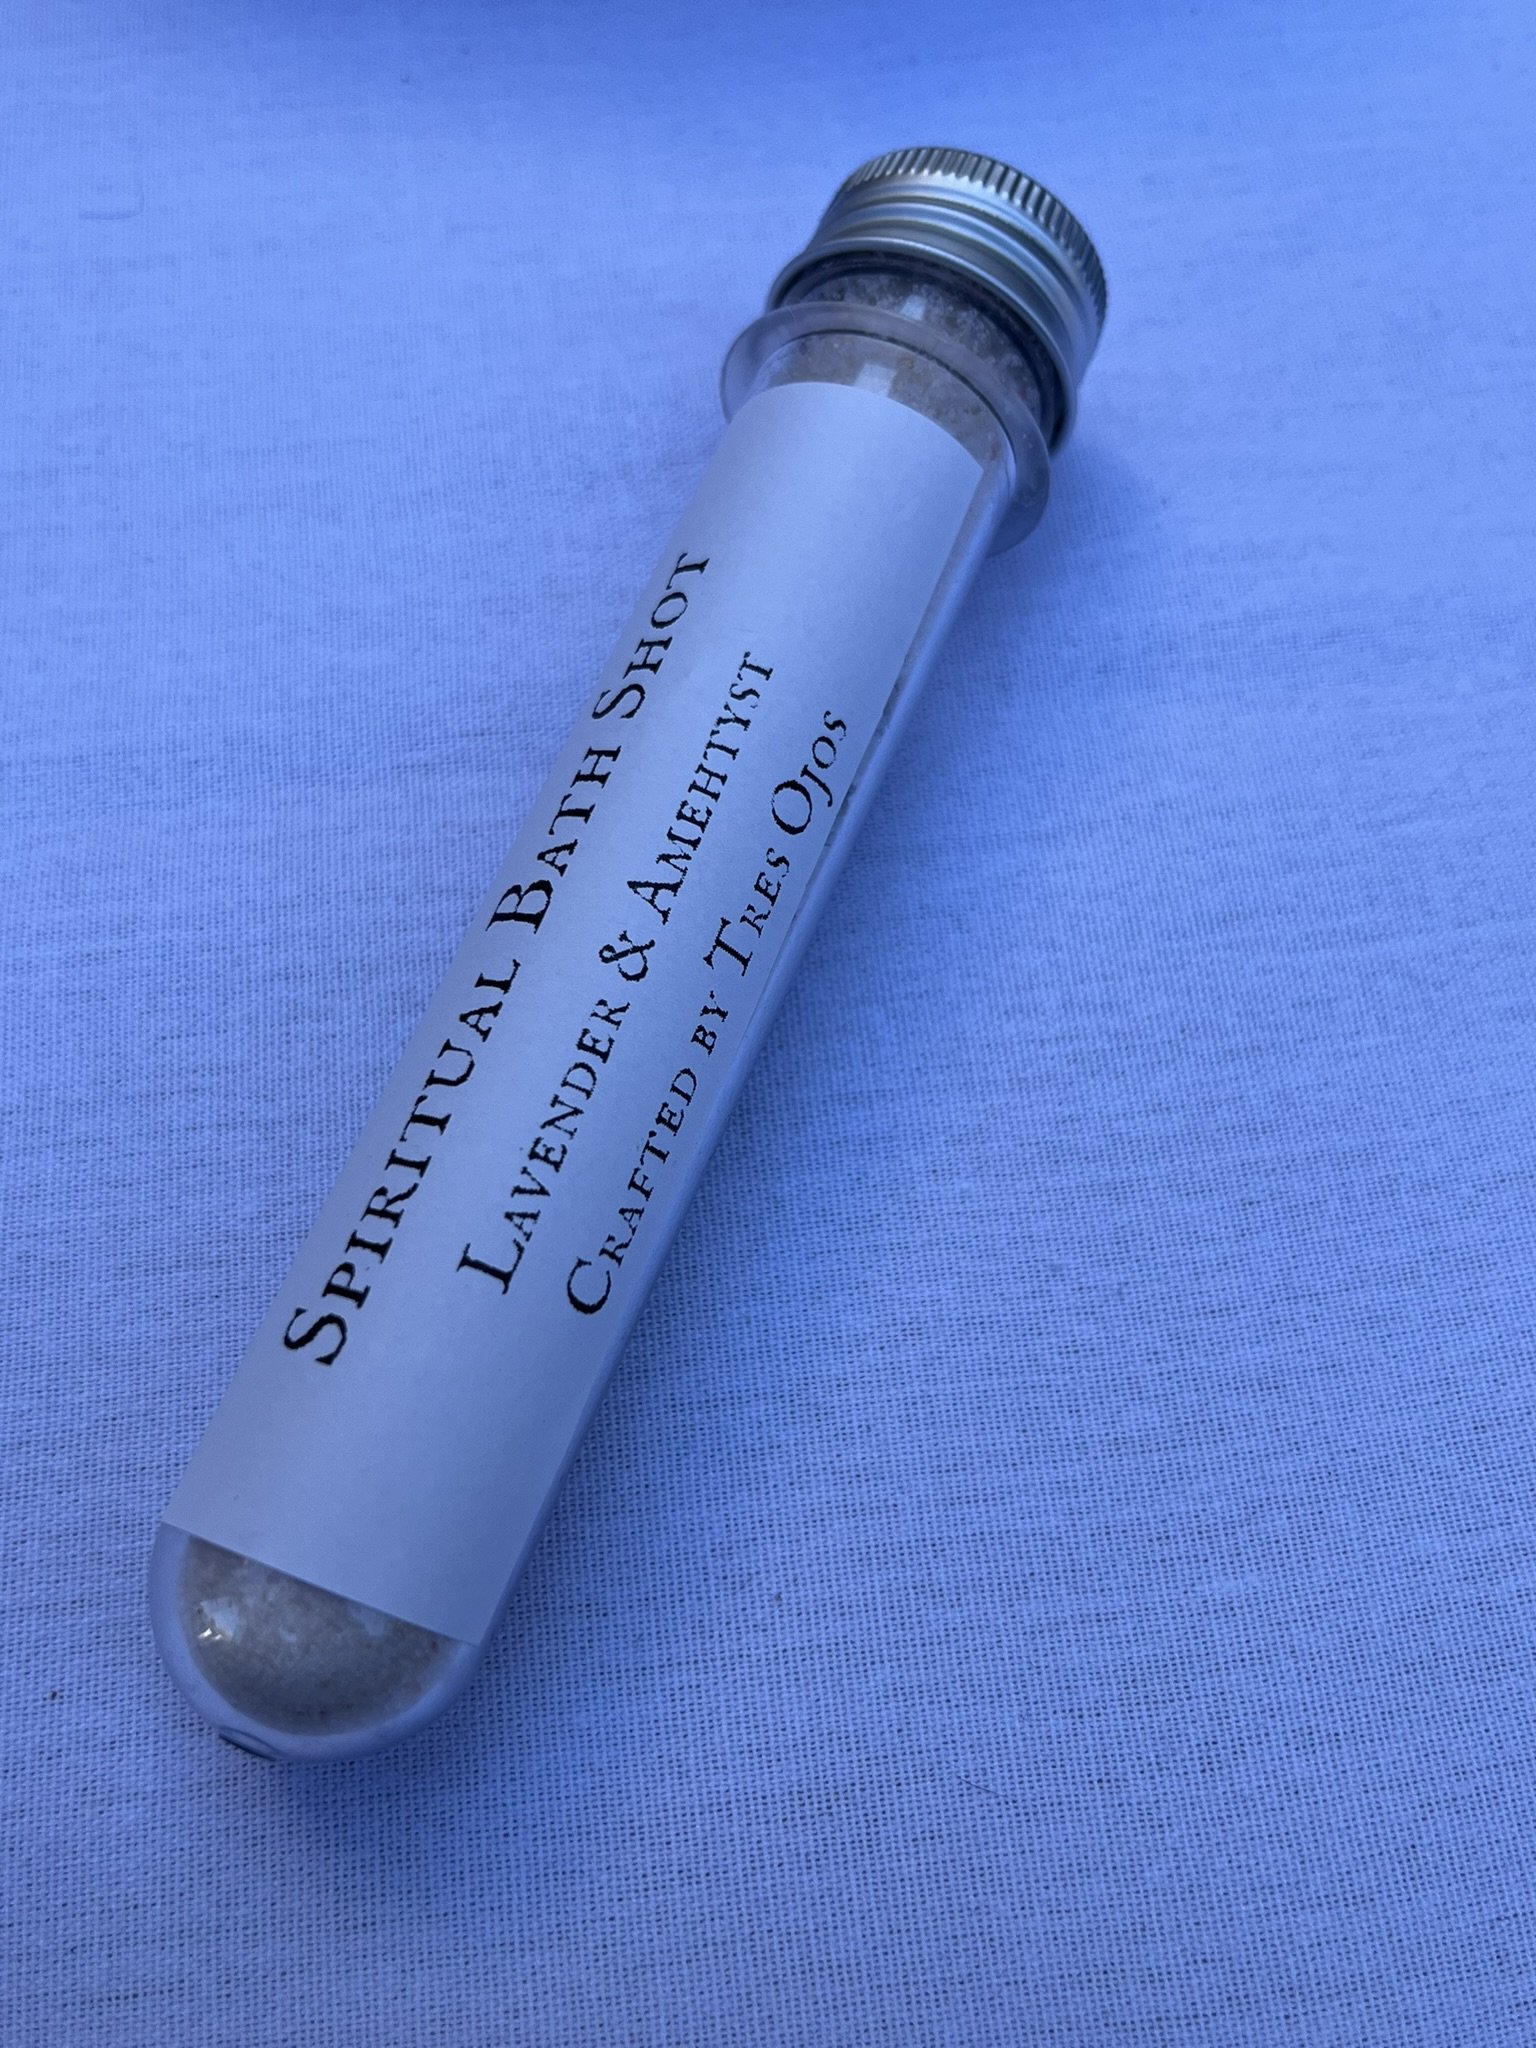 Spiritual Bath Shot
Lavender & Amehtyst
Crafted by Tres Ojos